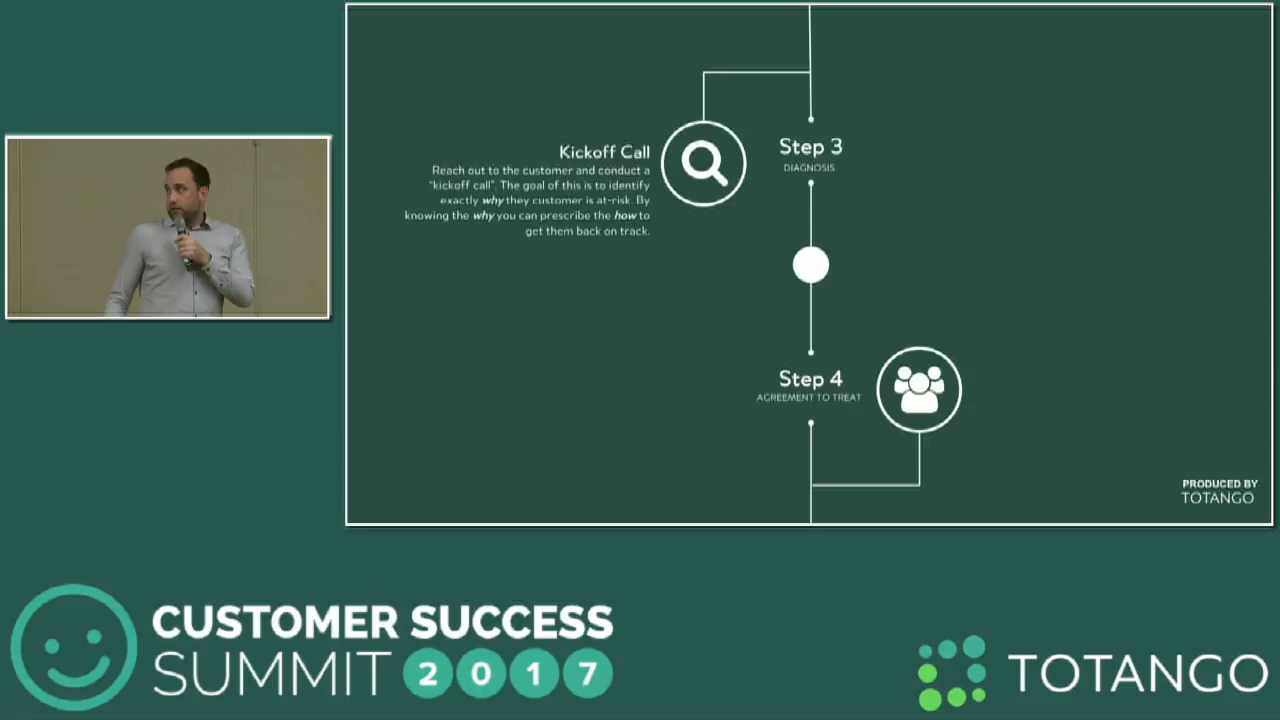 Kickoff Call
Reach out to the customer and conduct a
"kickoff call". The goal of this is to identify
exactly why they customer is at-risk. By
knowing the why you can prescribe the how to
get them back on track.
Step 3
DIAGNOSIS
Step 4
AGREEMENT TO TREAT
PRODUCED BY
TOTANGO
CUSTOMER SUCCESS
SUMMIT 2017
TOTANGO